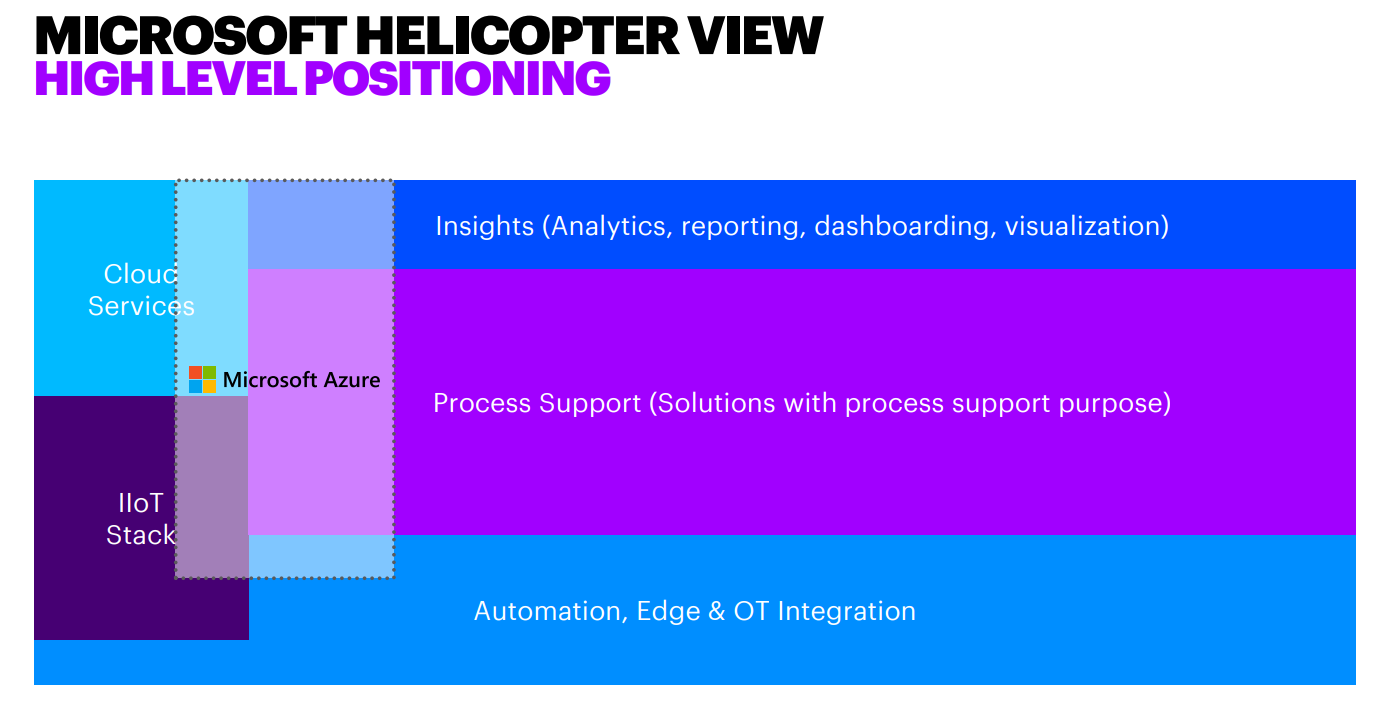 MICROSOFT HELICOPTER VIEW
HIGH LEVEL POSITIONING
Insights (Analytics, reporting, dashboarding, visualization)
Cloud
Services
Microsoft Azure
Process Support (Solutions with process support purpose)
IIoT
Stack
Automation, Edge & OT Integration